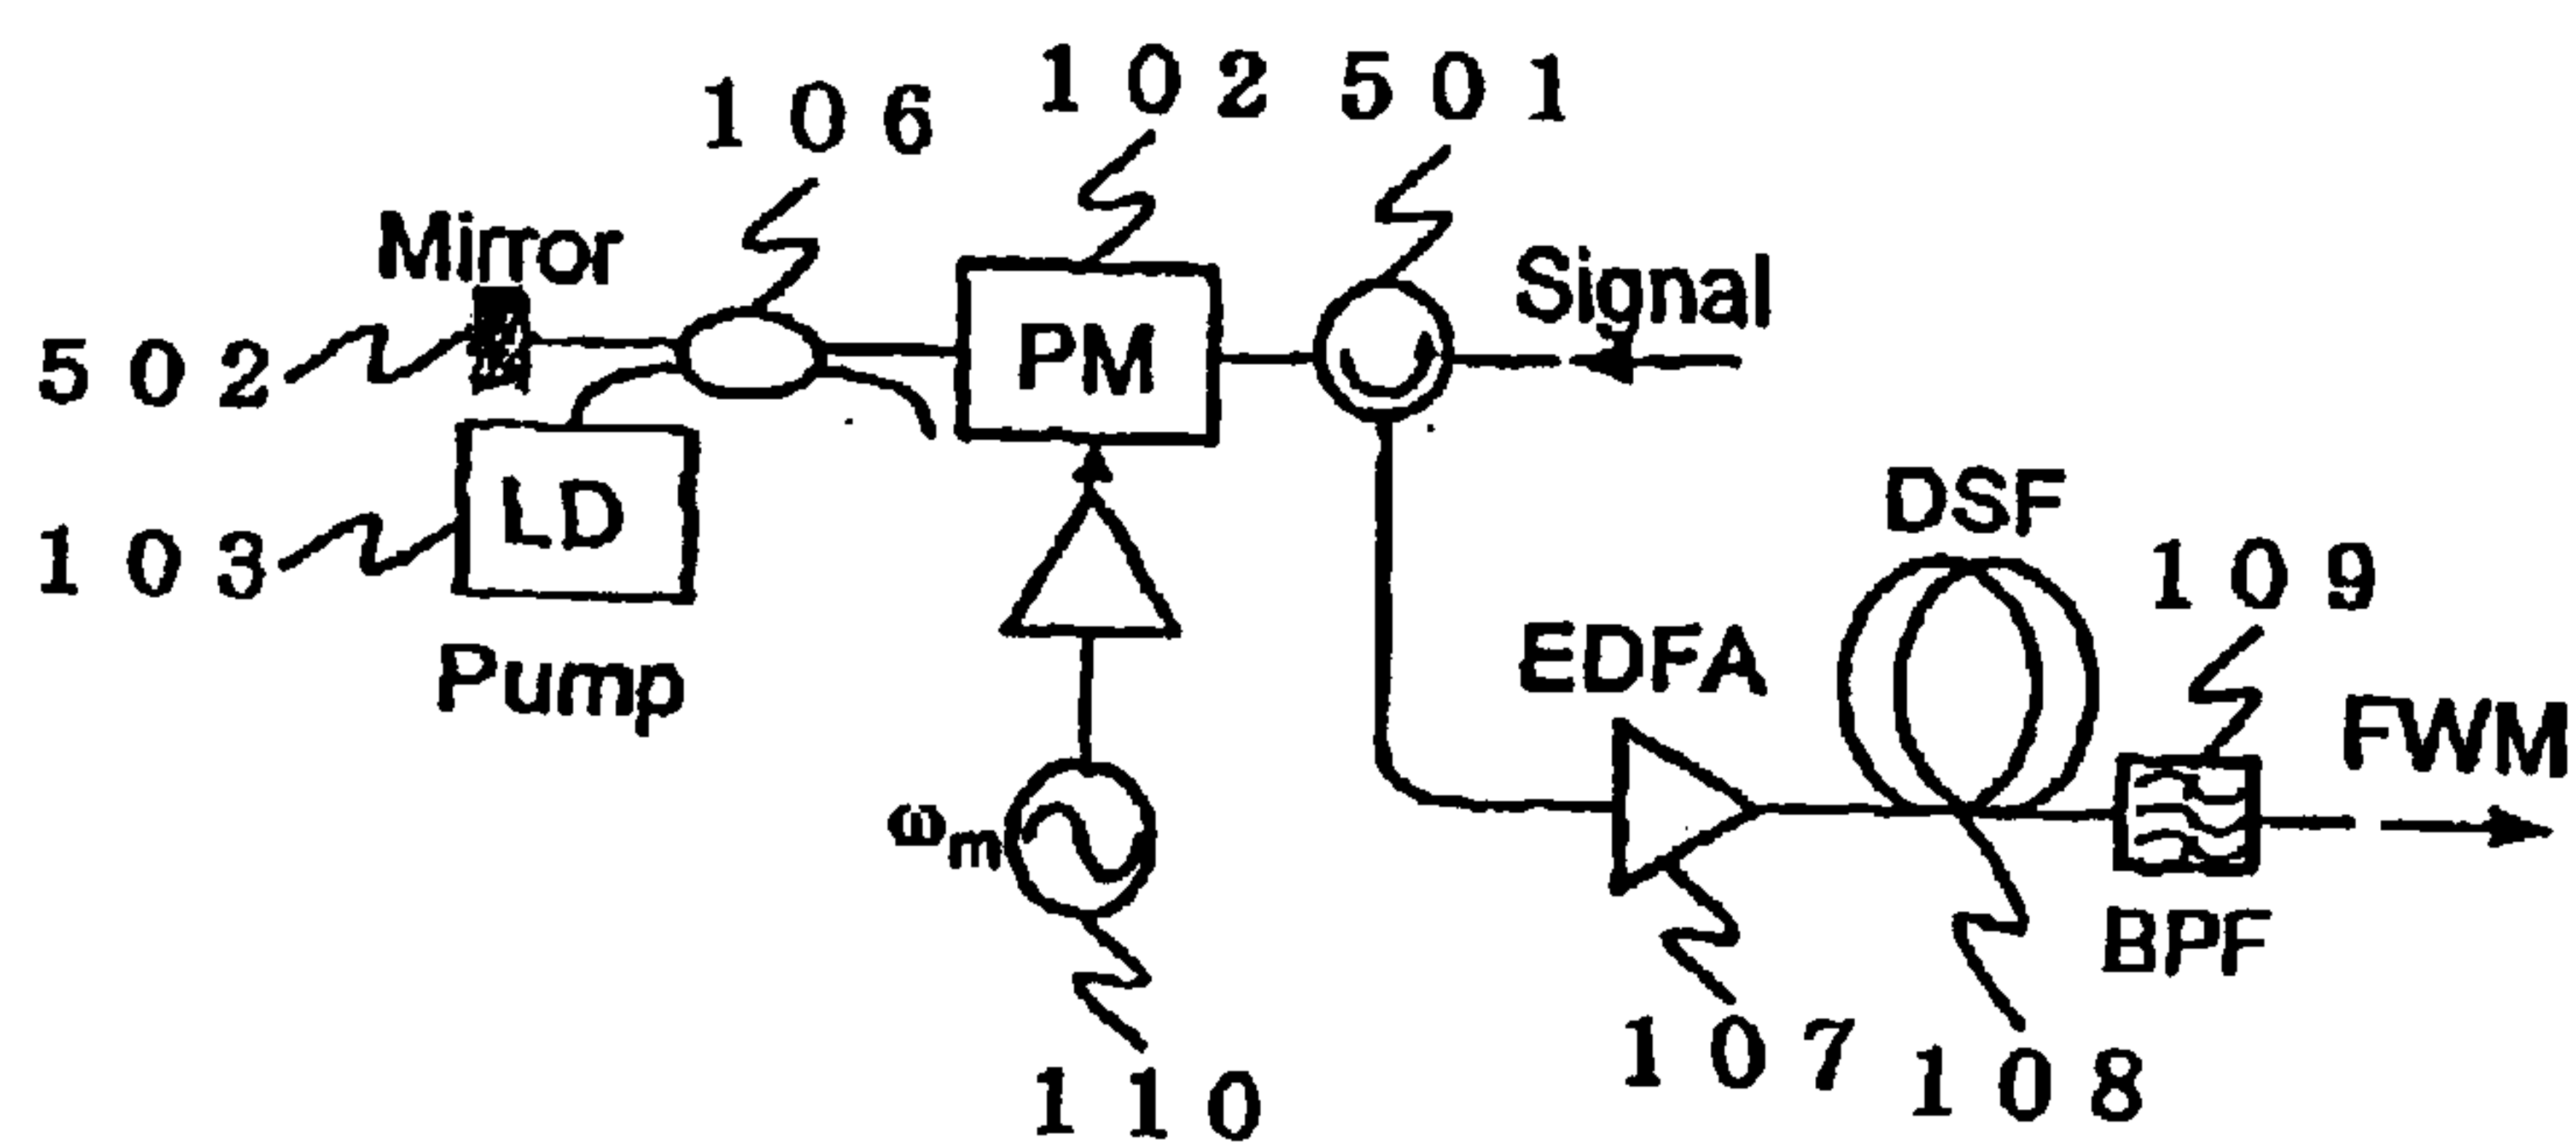 106
102
501
Mirror
Signal
502
PM
LD
103
DSF
109
Pump
EDFA
FWM
ωm
BPF
107
108
110